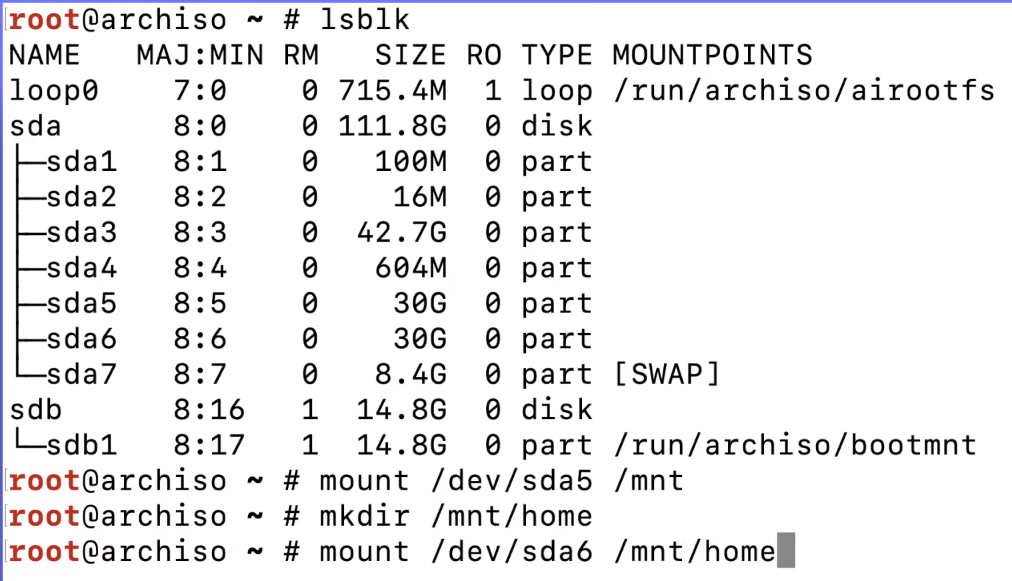 root@archiso ~ # lsblk
NAME   MAJ:MIN RM   SIZE RO TYPE MOUNTPOINTS
loop0    7:0    0 715.4M  1 loop /run/archiso/airootfs
sda      8:0    0 111.8G  0 disk
├─sda1   8:1    0   100M  0 part
├─sda2   8:2    0    16M  0 part
├─sda3   8:3    0  42.7G  0 part
├─sda4   8:4    0   604M  0 part
├─sda5   8:5    0    30G  0 part
├─sda6   8:6    0    30G  0 part
└─sda7   8:7    0   8.4G  0 part [SWAP]
sdb      8:16   1  14.8G  0 disk
└─sdb1   8:17   1  14.8G  0 part /run/archiso/bootmnt
root@archiso ~ # mount /dev/sda5 /mnt
root@archiso ~ # mkdir /mnt/home
root@archiso ~ # mount /dev/sda6 /mnt/home